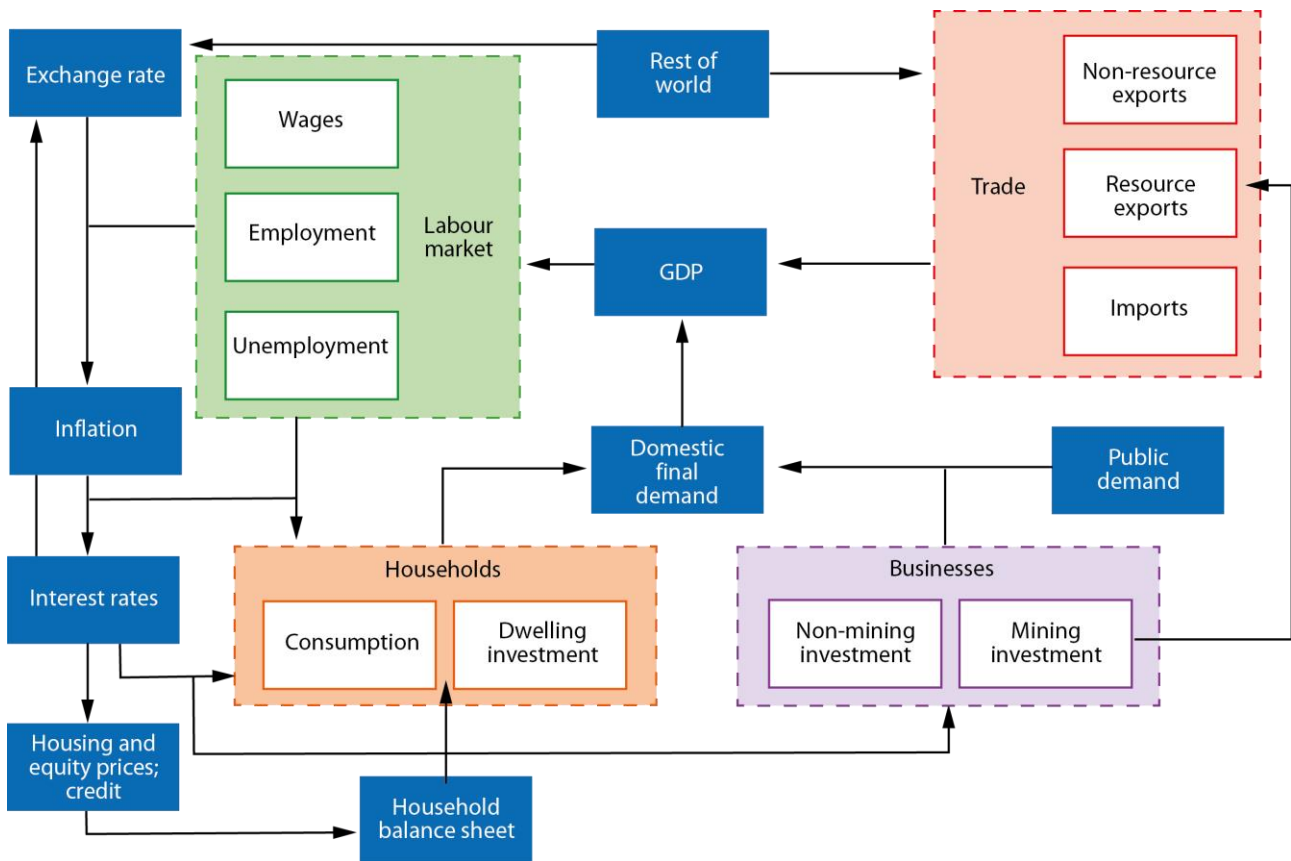 Exchange rate
Rest of
world
Wages
Employment
Unemployment
Labour
market
Trade
Non-resource
exports
Resource
exports
Imports
GDP
Inflation
Domestic
final
demand
Public
demand
Interest rates
Households
Consumption
Dwelling
investment
Businesses
Non-mining
investment
Mining
investment
Housing and
equity prices;
credit
Household
balance sheet